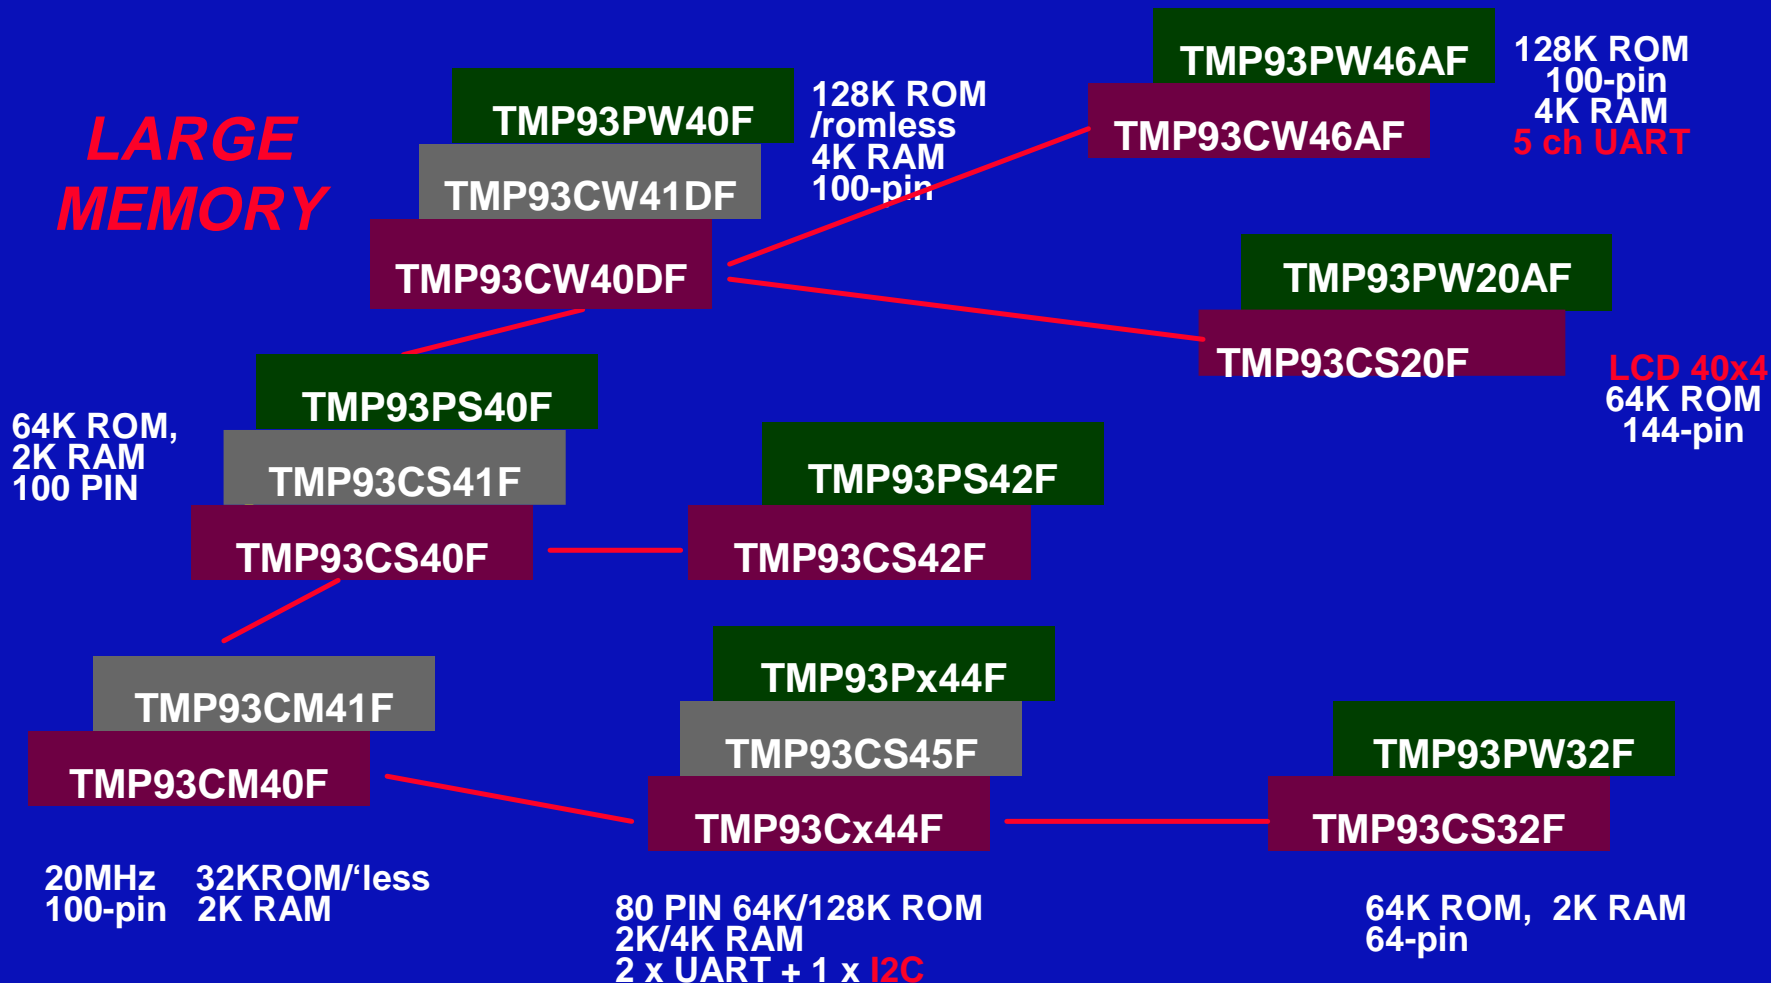 LARGE
MEMORY
TMP93PW40F
TMP93CW41DF
TMP93CW40DF
128K ROM
/romless
4K RAM
100-pin
TMP93PW46AF
TMP93CW46AF
128K ROM
100-pin
4K RAM
5 ch UART
TMP93PW20AF
TMP93CS20F
LCD 40x4
64K ROM
144-pin
64K ROM,
2K RAM
100 PIN
TMP93PS40F
TMP93CS41F
TMP93CS40F
TMP93PS42F
TMP93CS42F
TMP93CM41F
TMP93CM40F
20MHz 32KROM/‘less
100-pin 2K RAM
TMP93Px44F
TMP93CS45F
TMP93Cx44F
80 PIN 64K/128K ROM
2K/4K RAM
2 x UART + 1 x I2C
TMP93PW32F
TMP93CS32F
64K ROM, 2K RAM
64-pin